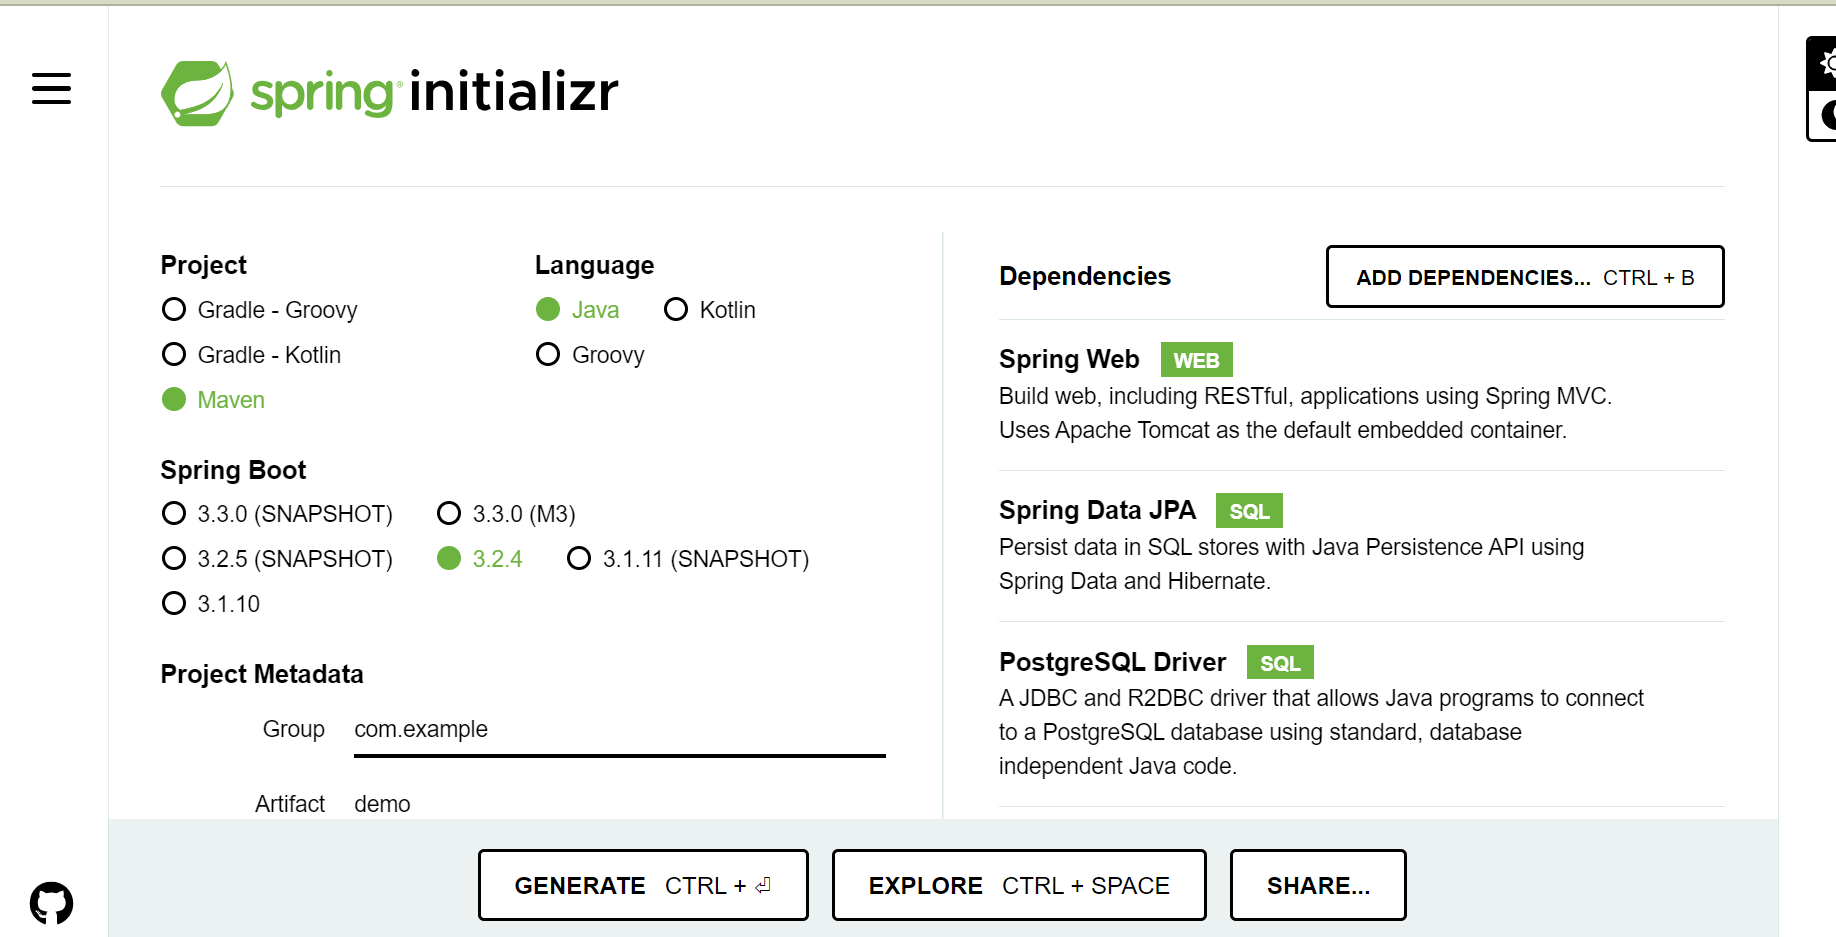 spring initializr
Project
Gradle - Groovy
Gradle - Kotlin
Maven
Language
Java Kotlin
Groovy
Spring Boot
3.3.0 (SNAPSHOT) 3.3.0 (M3)
3.2.5 (SNAPSHOT) 3.2.4 3.1.11 (SNAPSHOT)
3.1.10
Project Metadata
Group com.example
Artifact demo
Dependencies
ADD DEPENDENCIES... CTRL + B
Spring Web WEB
Build web, including RESTful, applications using Spring MVC.
Uses Apache Tomcat as the default embedded container.
Spring Data JPA SQL
Persist data in SQL stores with Java Persistence API using
Spring Data and Hibernate.
PostgreSQL Driver SQL
A JDBC and R2DBC driver that allows Java programs to connect
to a PostgreSQL database using standard, database
independent Java code.
GENERATE CTRL + ⏎
EXPLORE CTRL + SPACE
SHARE...